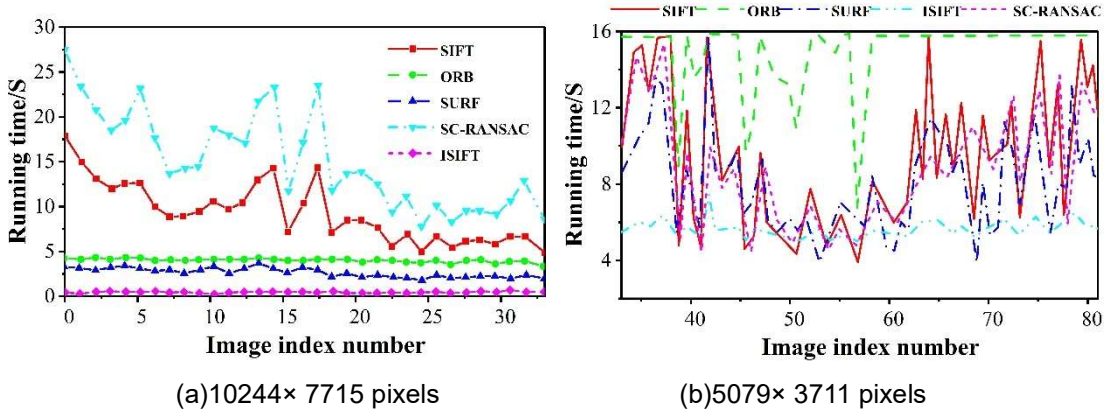 SIFT ORB SURF ISIFT SC-RANSAC
30
25
20
15
10
5
0
Running time/S
SIFT
ORB
SURF
SC-RANSAC
ISIFT
0 5 10 15 20 25 30
Image index number
16
12
8
4
Running time/S
40 50 60 70 80
Image index number
(a)10244× 7715 pixels
(b)5079× 3711 pixels